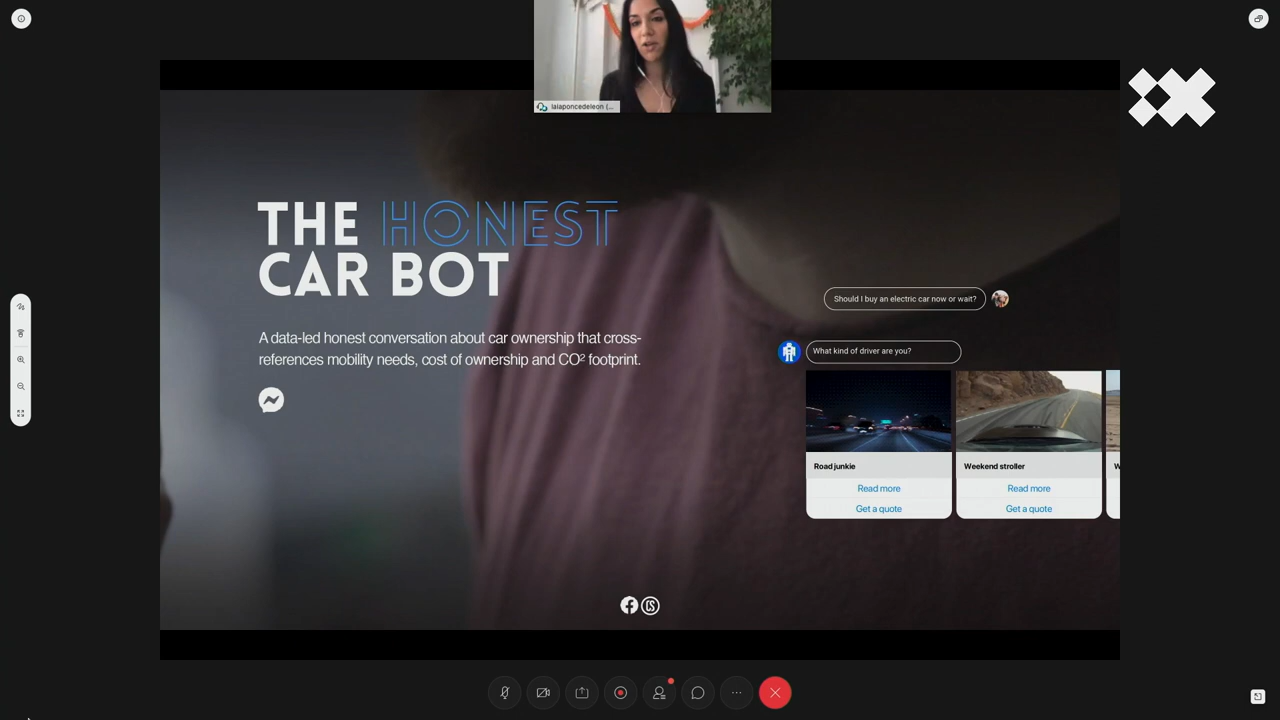 lalaponcedeleon (...
THE HONEST
CAR BOT
A data-led honest conversation about car ownership that cross-
references mobility needs, cost of ownership and CO² footprint.
Should I buy an electric car now or wait?
What kind of driver are you?
Road junkie
Read more
Get a quote
Weekend stroller
Read more
Get a quote
W
CS